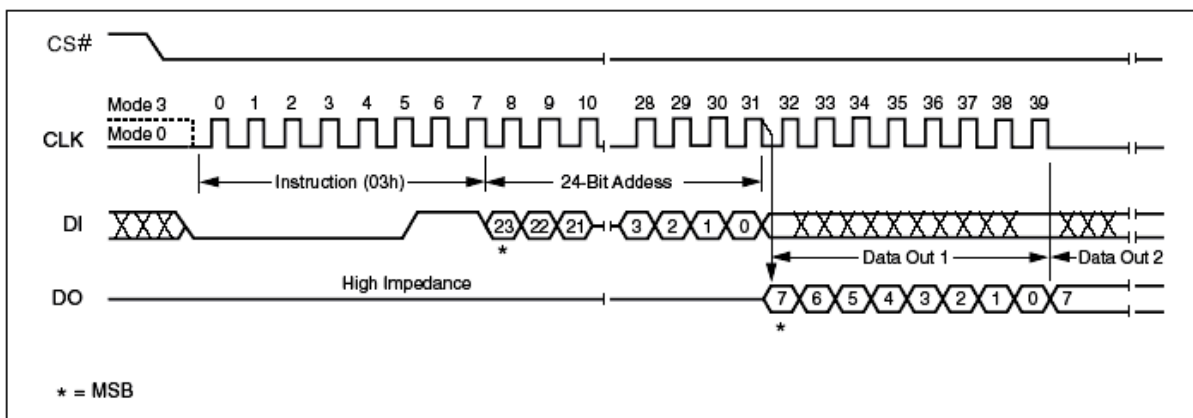 CS#
Mode 3 0 1 2 3 4 5 6 7 8 9 10 28 29 30 31 32 33 34 35 36 37 38 39
Mode 0
CLK
Instruction (03h) 24-Bit Addess
DI 23 22 21 3 2 1 0
* Data Out 1 Data Out 2
High Impedance
DO 7 6 5 4 3 2 1 0 7
*
* = MSB